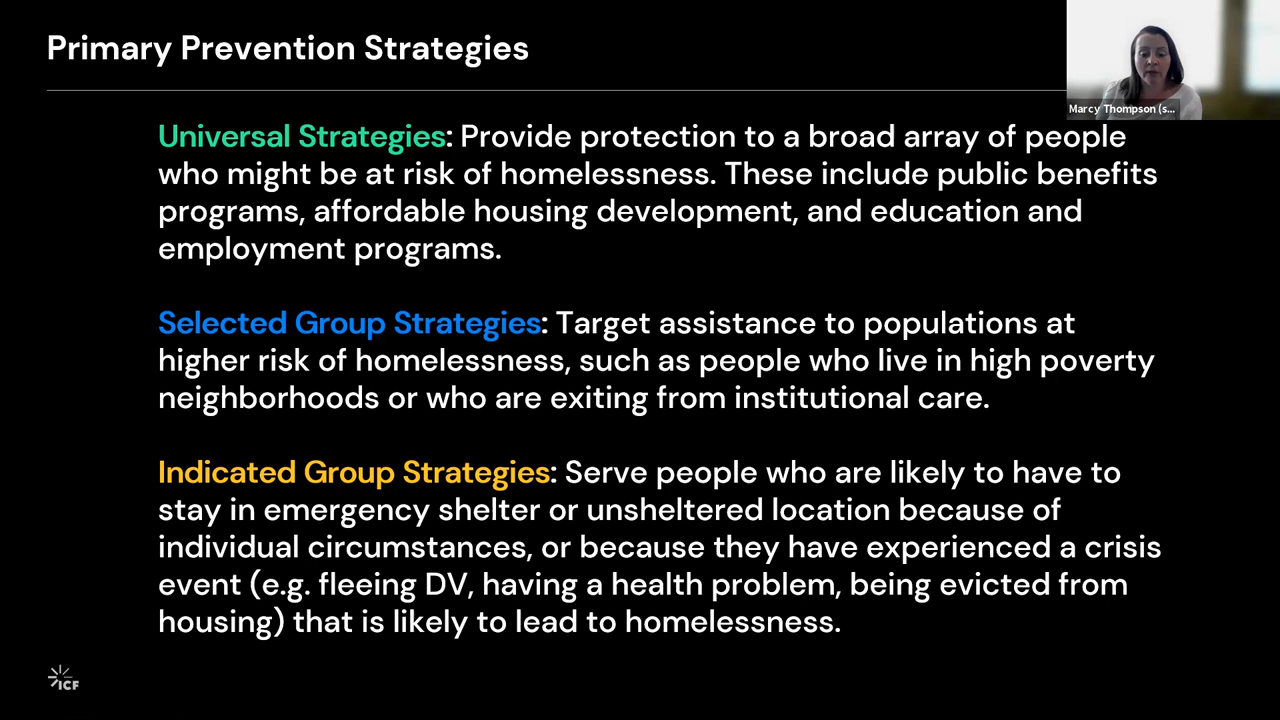 Primary Prevention Strategies
Marcy Thompson (s...
Universal Strategies: Provide protection to a broad array of people
who might be at risk of homelessness. These include public benefits
programs, affordable housing development, and education and
employment programs.
Selected Group Strategies: Target assistance to populations at
higher risk of homelessness, such as people who live in high poverty
neighborhoods or who are exiting from institutional care.
Indicated Group Strategies: Serve people who are likely to have to
stay in emergency shelter or unsheltered location because of
individual circumstances, or because they have experienced a crisis
event (e.g. fleeing DV, having a health problem, being evicted from
housing) that is likely to lead to homelessness.
ICF